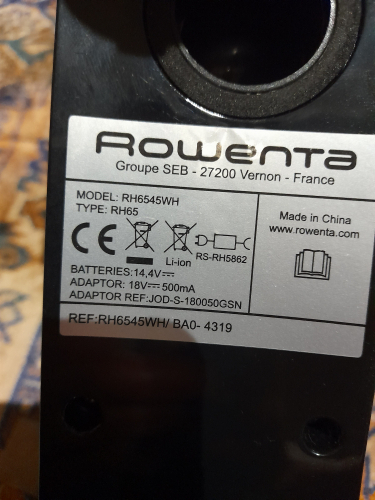 Rowenta
Groupe SEB - 27200 Vernon - France
MODEL: RH6545WH
TYPE: RH65
Made in China
www.rowenta.com
CE
Li-ion
RS-RH5862
BATTERIES:14,4V⎓
ADAPTOR: 18V⎓ 500mA
ADAPTOR REF:JOD-S-180050GSN
REF:RH6545WH/ BA0- 4319